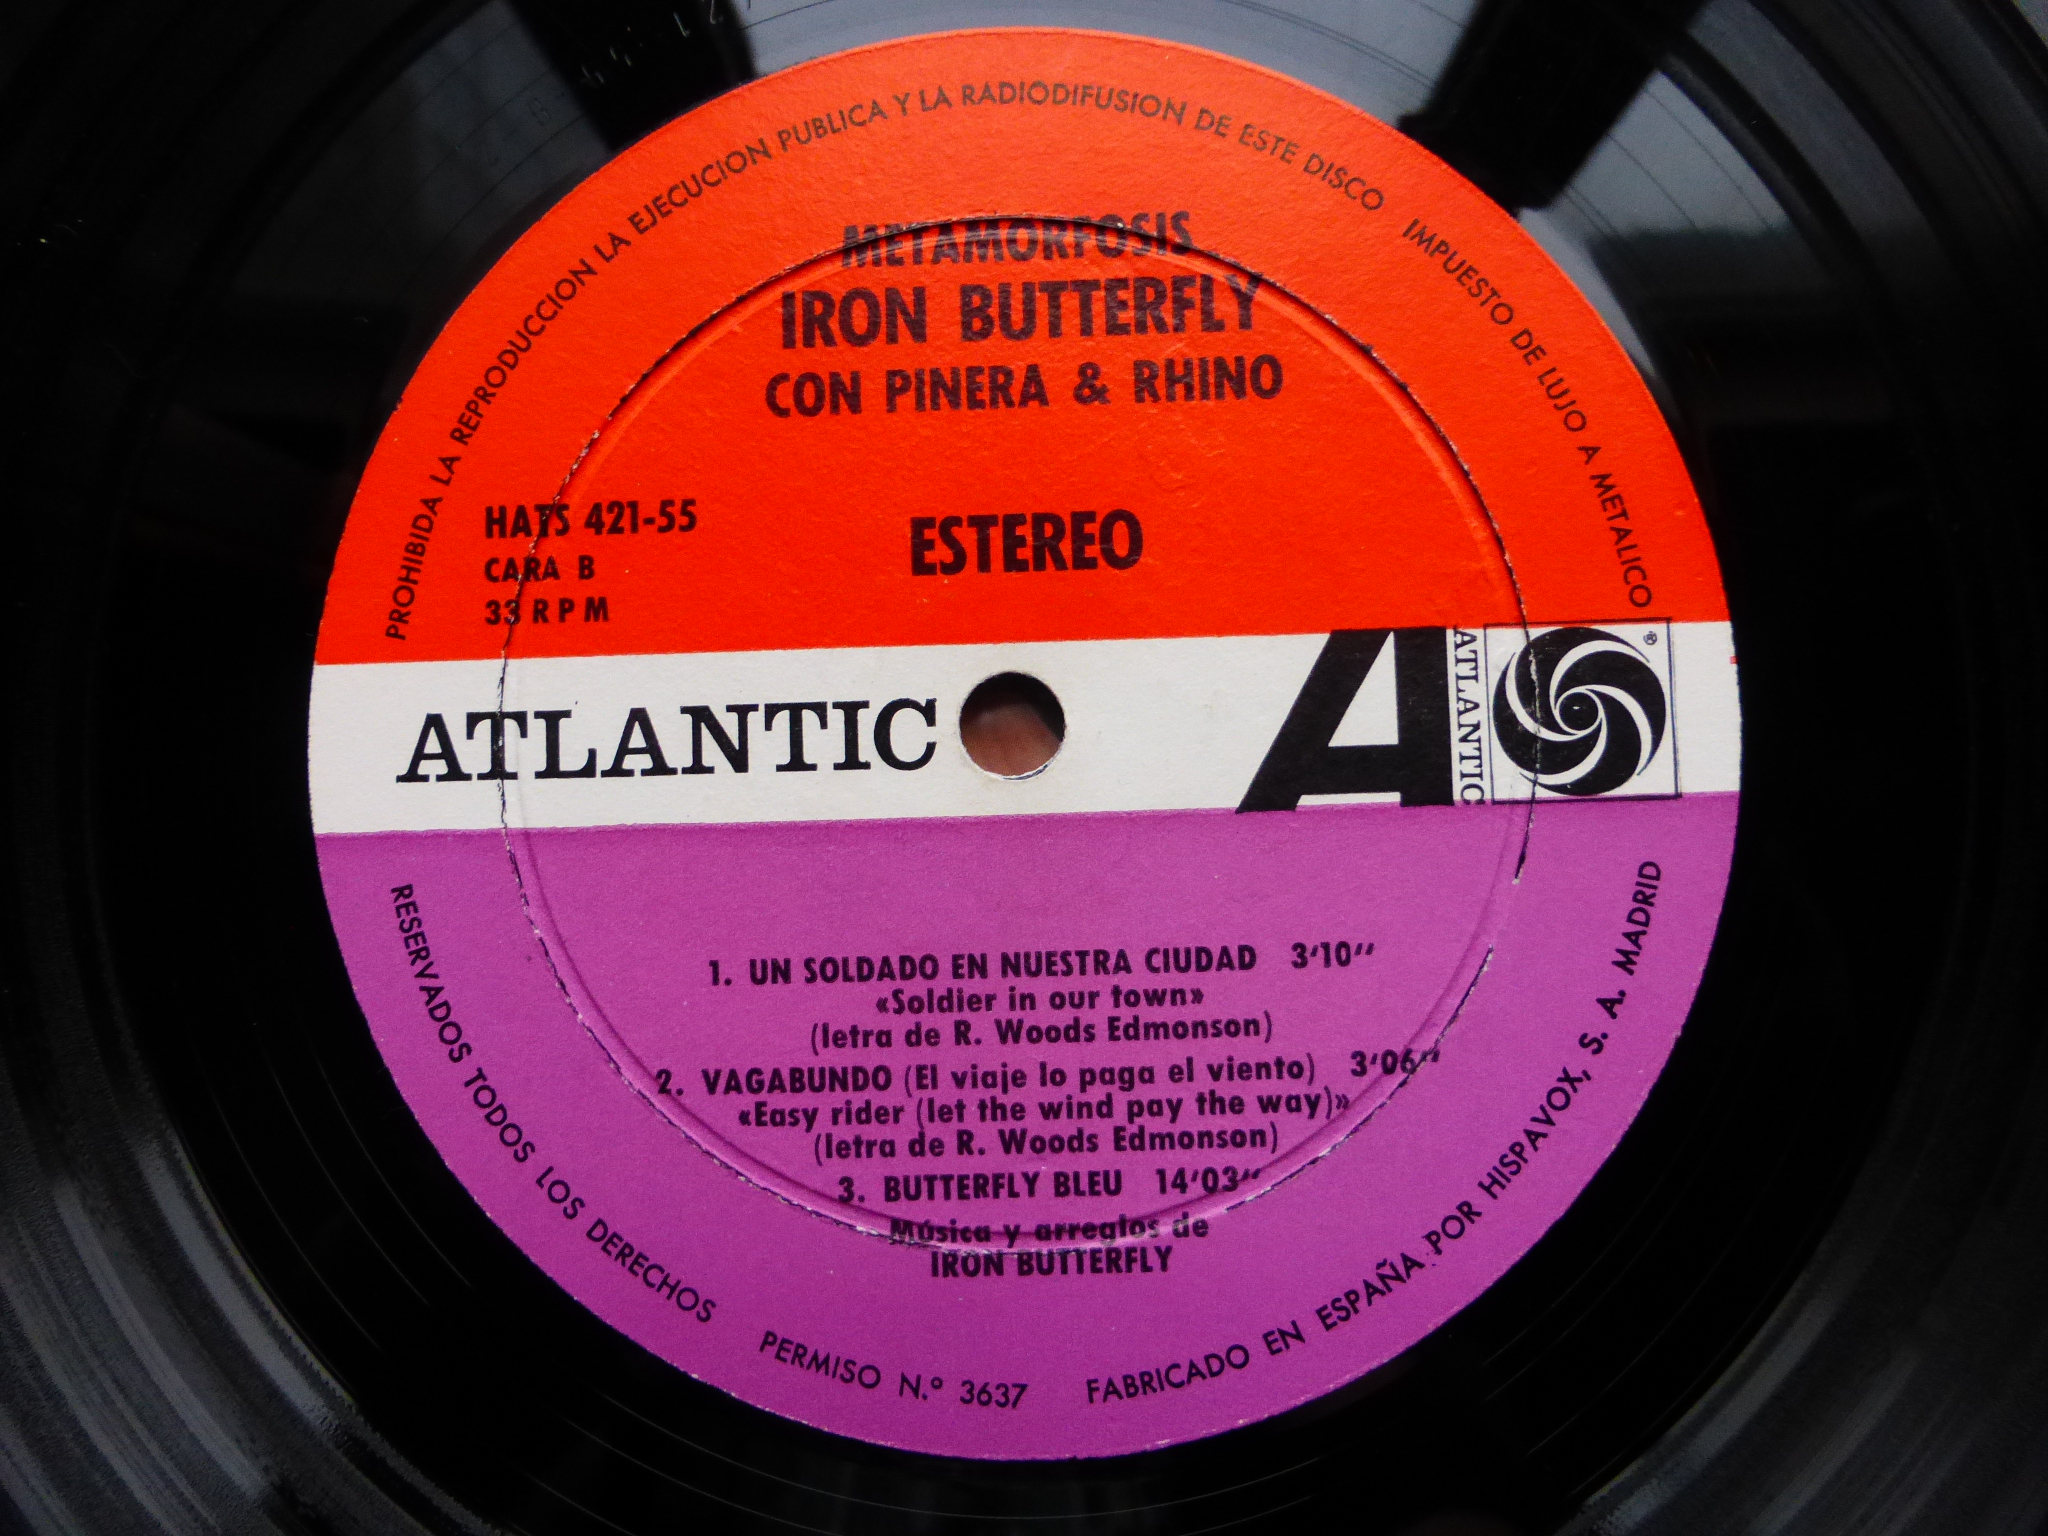 PROHIBIDA LA REPRODUCCION LA EJECUCION PUBLICA Y LA RADIODIFUSION DE ESTE DISCO IMPUESTO DE LUJO A METALICO
METAMORFOSIS
IRON BUTTERFLY
CON PINERA & RHINO
HATS 421-55
ESTEREO
CARA B
33 RPM
ATLANTIC
A
ATLANTIC
®
1. UN SOLDADO EN NUESTRA CIUDAD 3'10"
«Soldier in our town»
(letra de R. Woods Edmonson)
2. VAGABUNDO (El viaje lo paga el viento) 3'06"
«Easy rider (let the wind pay the way)»
(letra de R. Woods Edmonson)
3. BUTTERFLY BLEU 14'03"
Música y arreglos de
IRON BUTTERFLY
RESERVADOS TODOS LOS DERECHOS PERMISO N.º 3637 FABRICADO EN ESPAÑA POR HISPAVOX, S. A. MADRID